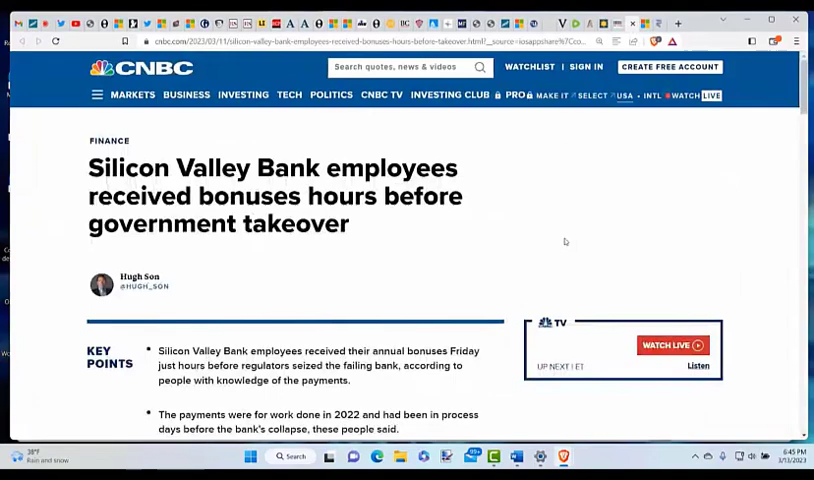 cnbc.com/2023/03/11/silicon-valley-bank-employees-received-bonuses-hours-before-takeover.html?_source=iosappshare%7Cco...
CNBC
Search quotes, news & videos
WATCHLIST | SIGN IN
CREATE FREE ACCOUNT
MARKETS BUSINESS INVESTING TECH POLITICS CNBC TV INVESTING CLUB PRO MAKE IT SELECT USA • INTL WATCH LIVE
FINANCE
Silicon Valley Bank employees
received bonuses hours before
government takeover
Hugh Son
@HUGH_SON
TV
WATCH LIVE
UP NEXT | ET
Listen
KEY
POINTS
• Silicon Valley Bank employees received their annual bonuses Friday
just hours before regulators seized the failing bank, according to
people with knowledge of the payments.
• The payments were for work done in 2022 and had been in process
days before the bank's collapse, these people said.
38°F
Rain and snow
Search
99+
6:45 PM
3/13/2023